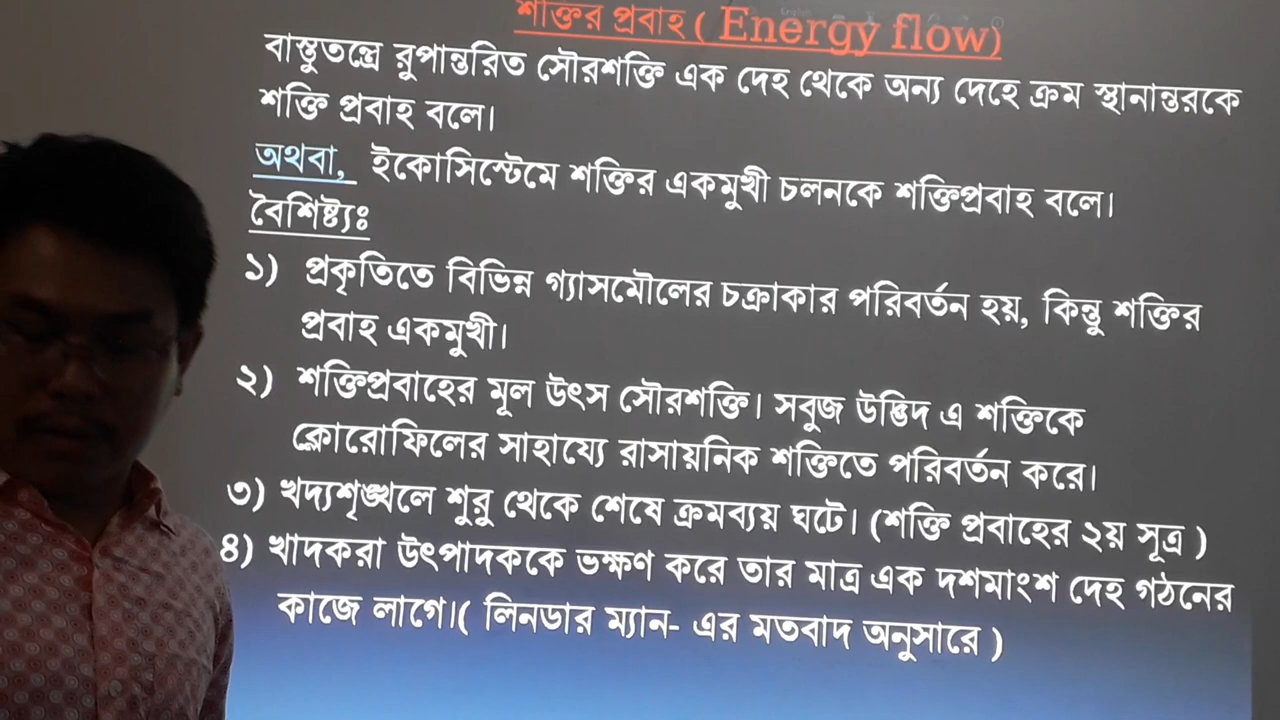 শক্তির প্রবাহ ( Energy flow)
বাস্তুতন্ত্রে রুপান্তরিত সৌরশক্তি এক দেহ থেকে অন্য দেহে ক্রম স্থানান্তরকে
শক্তি প্রবাহ বলে।
অথবা, ইকোসিস্টেমে শক্তির একমুখী চলনকে শক্তিপ্রবাহ বলে।
বৈশিষ্ট্যঃ
১) প্রকৃতিতে বিভিন্ন গ্যাসমৌলের চক্রাকার পরিবর্তন হয়, কিন্তু শক্তির
প্রবাহ একমুখী।
২) শক্তিপ্রবাহের মূল উৎস সৌরশক্তি। সবুজ উদ্ভিদ এ শক্তিকে
ক্লোরোফিলের সাহায্যে রাসায়নিক শক্তিতে পরিবর্তন করে।
৩) খদ্যশৃঙ্খলে শুরু থেকে শেষে ক্রমব্যয় ঘটে। (শক্তি প্রবাহের ২য় সূত্র )
৪) খাদকরা উৎপাদককে ভক্ষণ করে তার মাত্র এক দশমাংশ দেহ গঠনের
কাজে লাগে।( লিনডার ম্যান- এর মতবাদ অনুসারে )